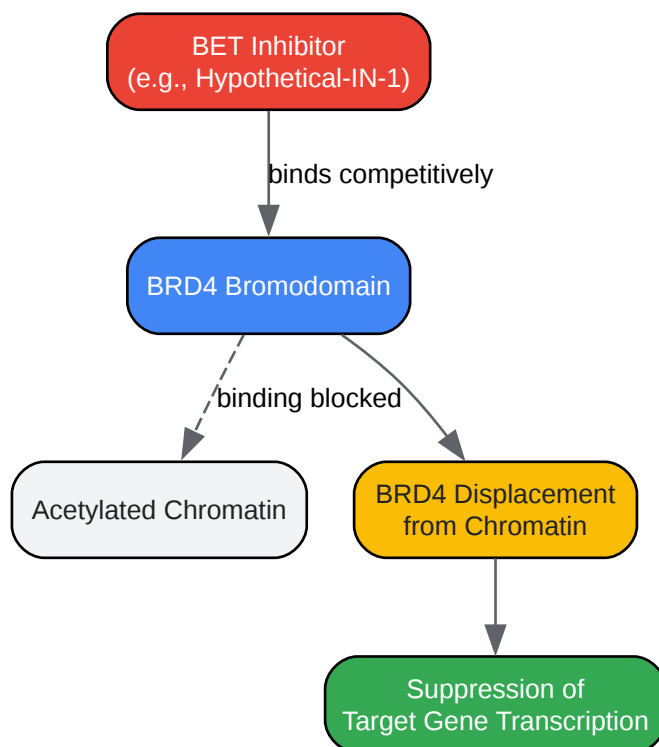 BET Inhibitor
(e.g., Hypothetical-IN-1)
binds competitively
BRD4 Bromodomain
binding blocked
Acetylated Chromatin
BRD4 Displacement
from Chromatin
Suppression of
Target Gene Transcription